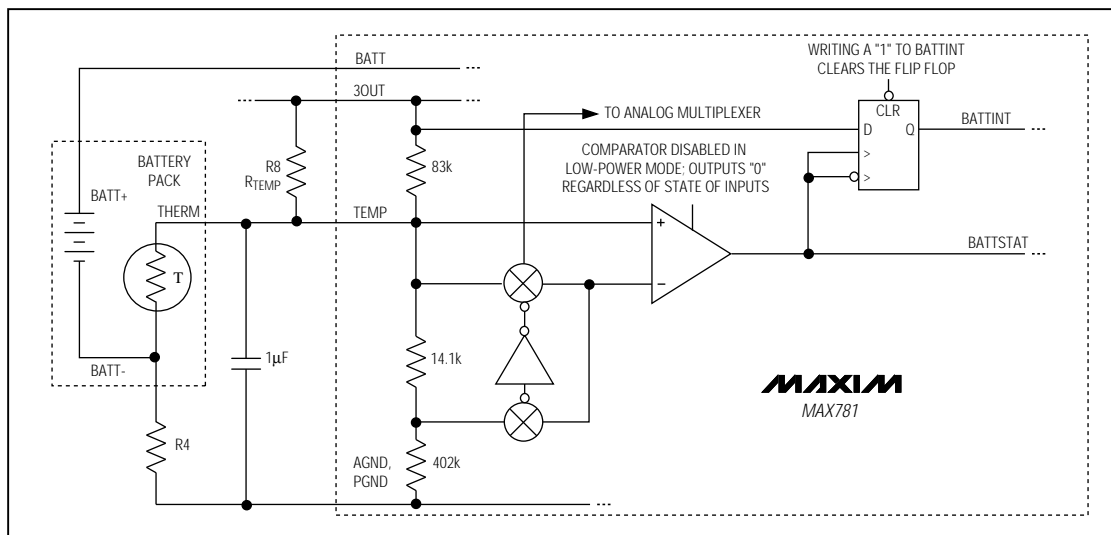 WRITING A "1" TO BATTINT
CLEARS THE FLIP FLOP
BATT
3OUT
TO ANALOG MULTIPLEXER
CLR
D Q
BATTINT
>
>
COMPARATOR DISABLED IN
LOW-POWER MODE; OUTPUTS "0"
REGARDLESS OF STATE OF INPUTS
BATTERY
PACK
BATT+
R8
RTEMP
83k
THERM
TEMP
+
−
BATTSTAT
T
1µF
14.1k
BATT-
R4
AGND,
PGND
402k
MAXIM
MAX781